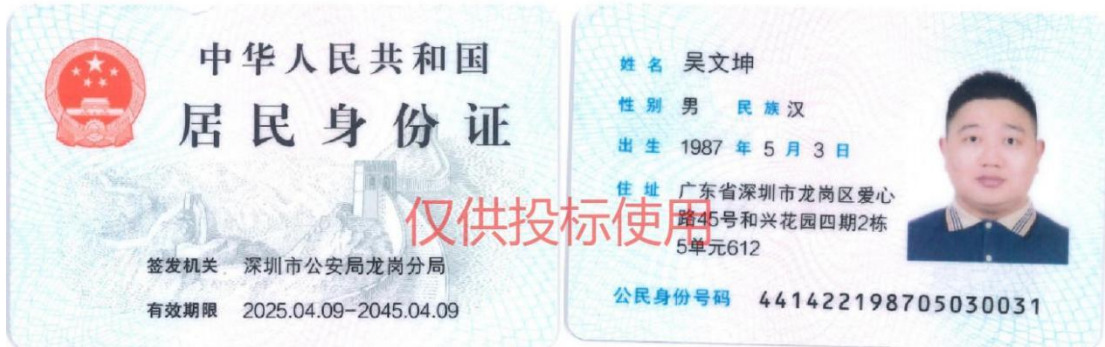 中华人民共和国
居民身份证
签发机关 深圳市公安局龙岗分局
有效期限 2025.04.09-2045.04.09
姓名 吴文坤
性别 男 民族 汉
出生 1987 年 5 月 3 日
住址 广东省深圳市龙岗区爱心
路45号和兴花园四期2栋
5单元612
公民身份号码 441422198705030031
仅供投标使用